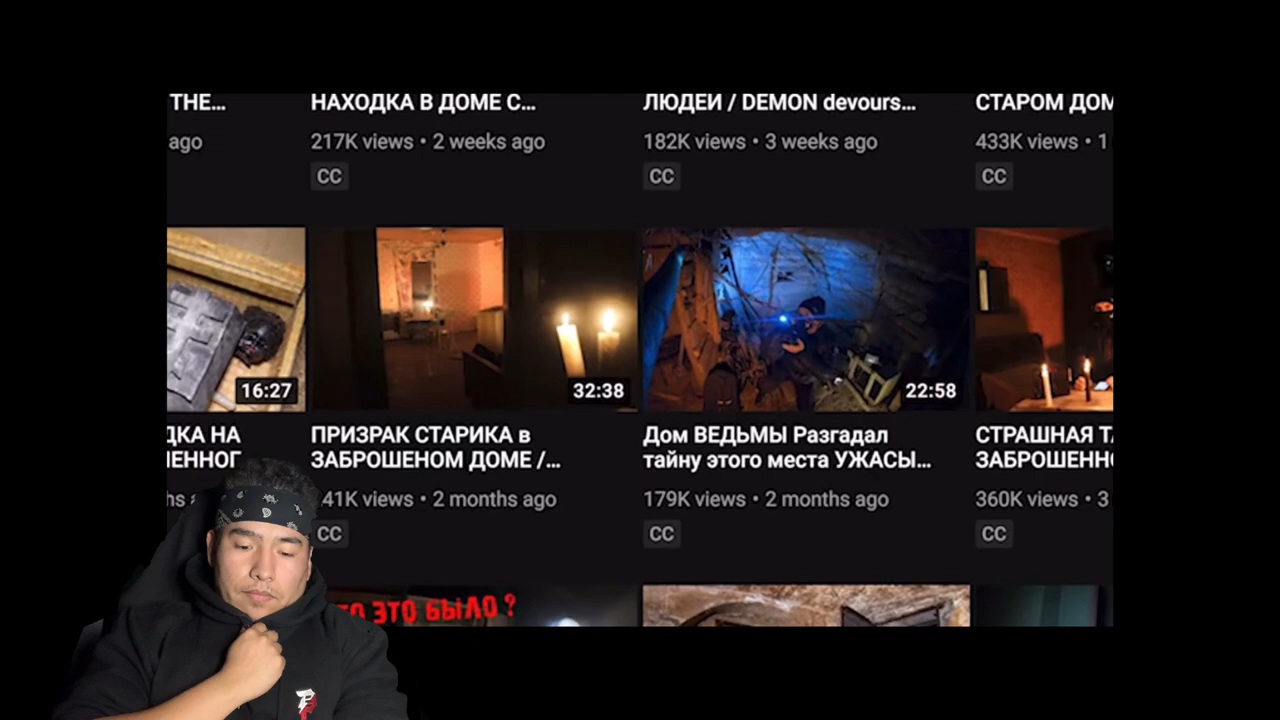 THE...
НАХОДКА В ДОМЕ С...
ЛЮДЕЙ / DEMON devours...
СТАРОМ ДОМ
ago
217K views • 2 weeks ago
182K views • 3 weeks ago
433K views • 1
CC
CC
CC
16:27
32:38
22:58
ДКА НА
ПРИЗРАК СТАРИКА в
ЗАБРОШЕНОМ ДОМЕ /...
Дом ВЕДЬМЫ Разгадал
тайну этого места УЖАСЫ...
СТРАШНАЯ Т
ЗАБРОШЕНН
41K views • 2 months ago
179K views • 2 months ago
360K views • 3
CC
CC
CC
ЭТО БЫЛО?